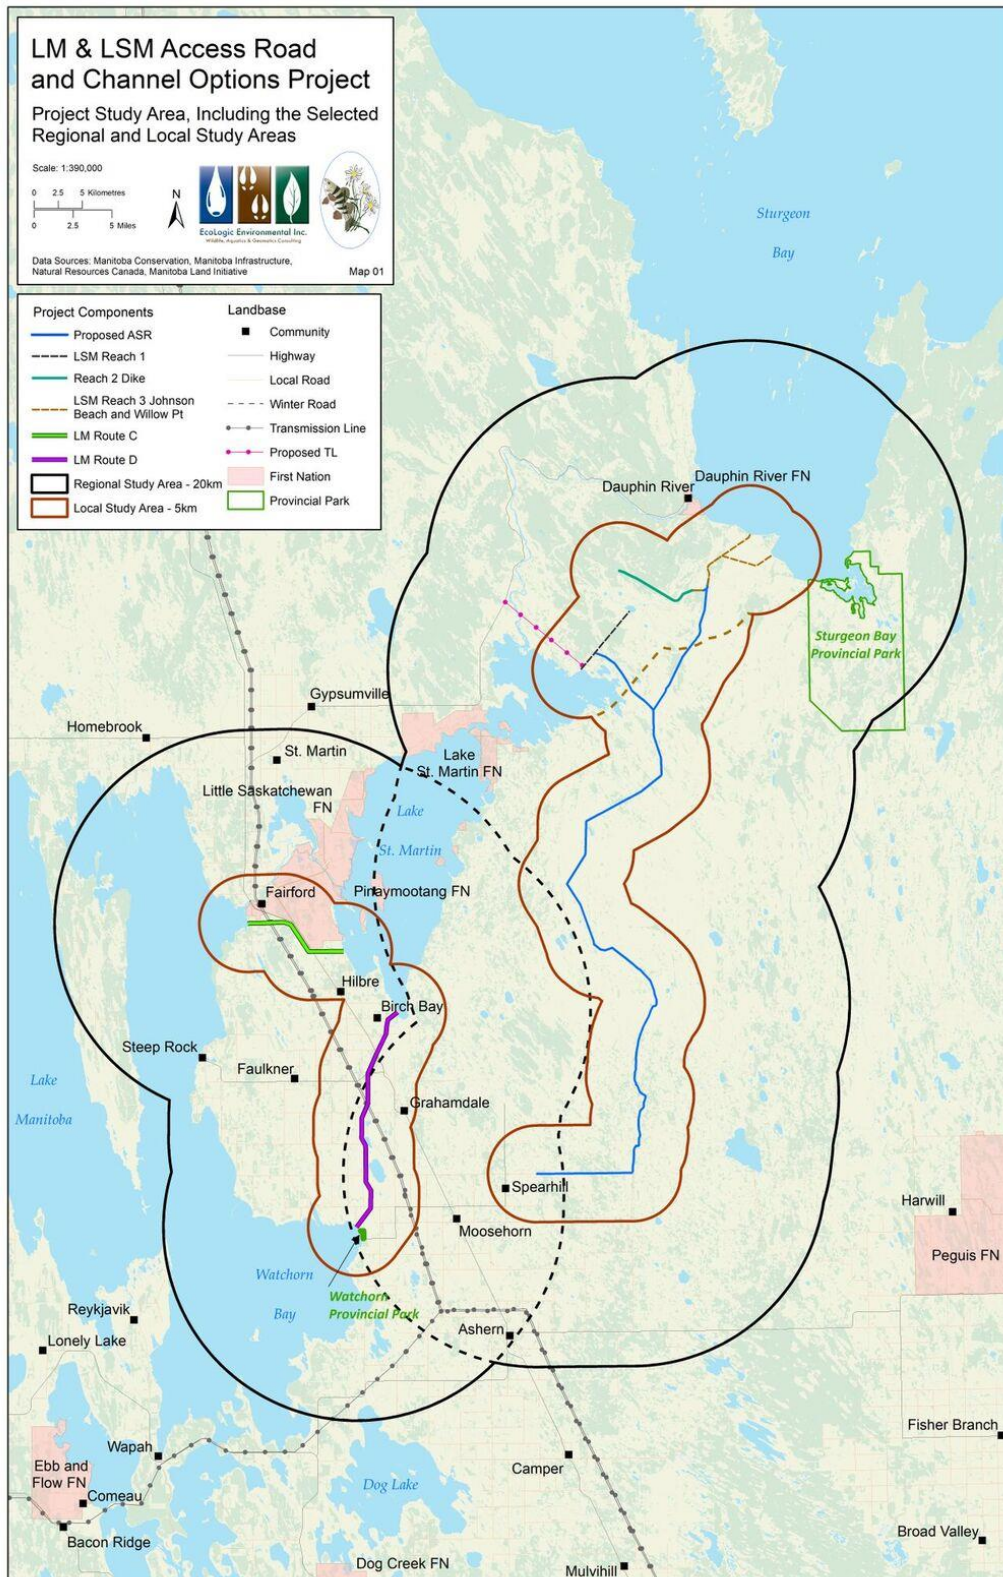 LM & LSM Access Road
and Channel Options Project
Project Study Area, Including the Selected
Regional and Local Study Areas
Scale: 1:390,000
0 2.5 5 Kilometres
0 2.5 5 Miles
N
EcoLogic Environmental Inc.
Wildlife, Aquatics & Geomatics Consulting
Data Sources: Manitoba Conservation, Manitoba Infrastructure,
Natural Resources Canada, Manitoba Land Initiative
Map 01
Project Components
Proposed ASR
LSM Reach 1
Reach 2 Dike
LSM Reach 3 Johnson
Beach and Willow Pt
LM Route C
LM Route D
Regional Study Area - 20km
Local Study Area - 5km
Landbase
Community
Highway
Local Road
Winter Road
Transmission Line
Proposed TL
First Nation
Provincial Park
Sturgeon
Bay
Dauphin River FN
Dauphin River
Sturgeon Bay
Provincial Park
Gypsumville
Homebrook
St. Martin
Lake
St. Martin FN
Little Saskatchewan
FN
Lake
St. Martin
Pinaymootang FN
Fairford
Hilbre
Birch Bay
Steep Rock
Faulkner
Lake
Manitoba
Grahamdale
Spearhill
Moosehorn
Harwill
Peguis FN
Watchorn
Bay
Watchorn
Provincial Park
Reykjavik
Lonely Lake
Ashern
Fisher Branch
Wapah
Ebb and
Flow FN
Comeau
Camper
Dog Lake
Bacon Ridge
Broad Valley
Dog Creek FN
Mulvihill